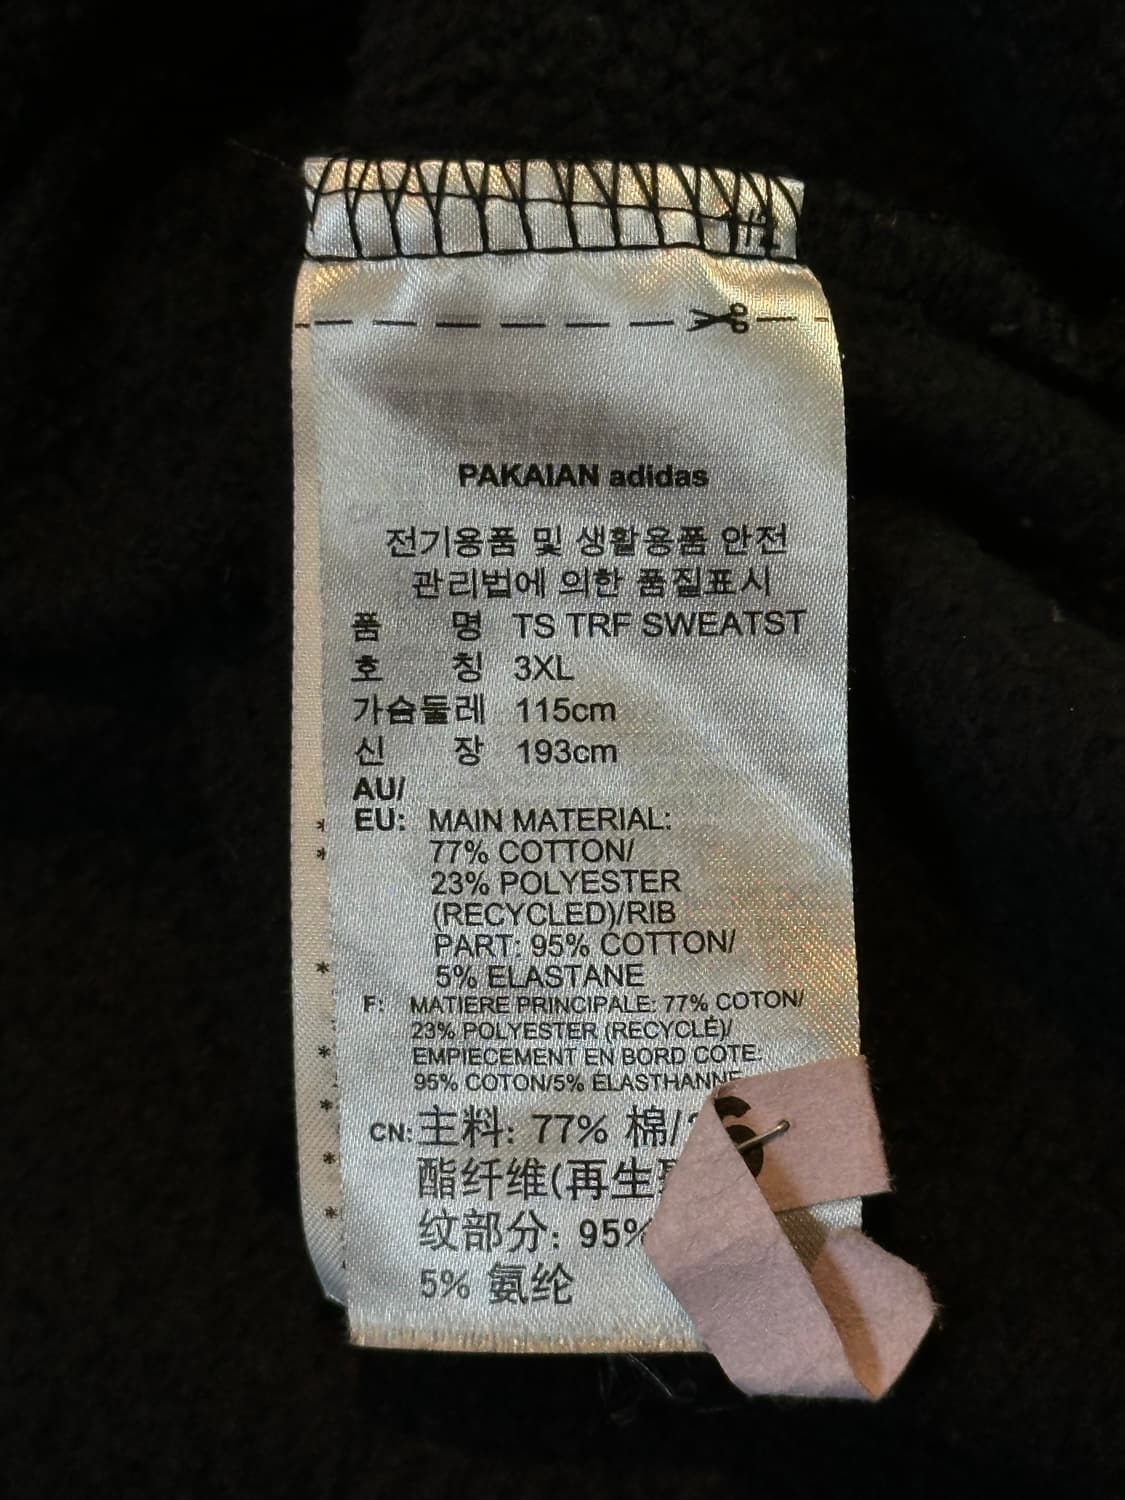 PAKAIAN adidas
전기용품 및 생활용품 안전
관리법에 의한 품질표시
품 명 TS TRF SWEATST
호 칭 3XL
가슴둘레 115cm
신 장 193cm
AU/
EU: MAIN MATERIAL:
77% COTTON/
23% POLYESTER
(RECYCLED)/RIB
PART: 95% COTTON/
5% ELASTANE
F: MATIERE PRINCIPALE: 77% COTON/
23% POLYESTER (RECYCLÉ)/
EMPIECEMENT EN BORD COTE:
95% COTON/5% ELASTHANNE
CN: 主料: 77% 棉/
酯纤维(再生
纹部分: 95%
5% 氨纶